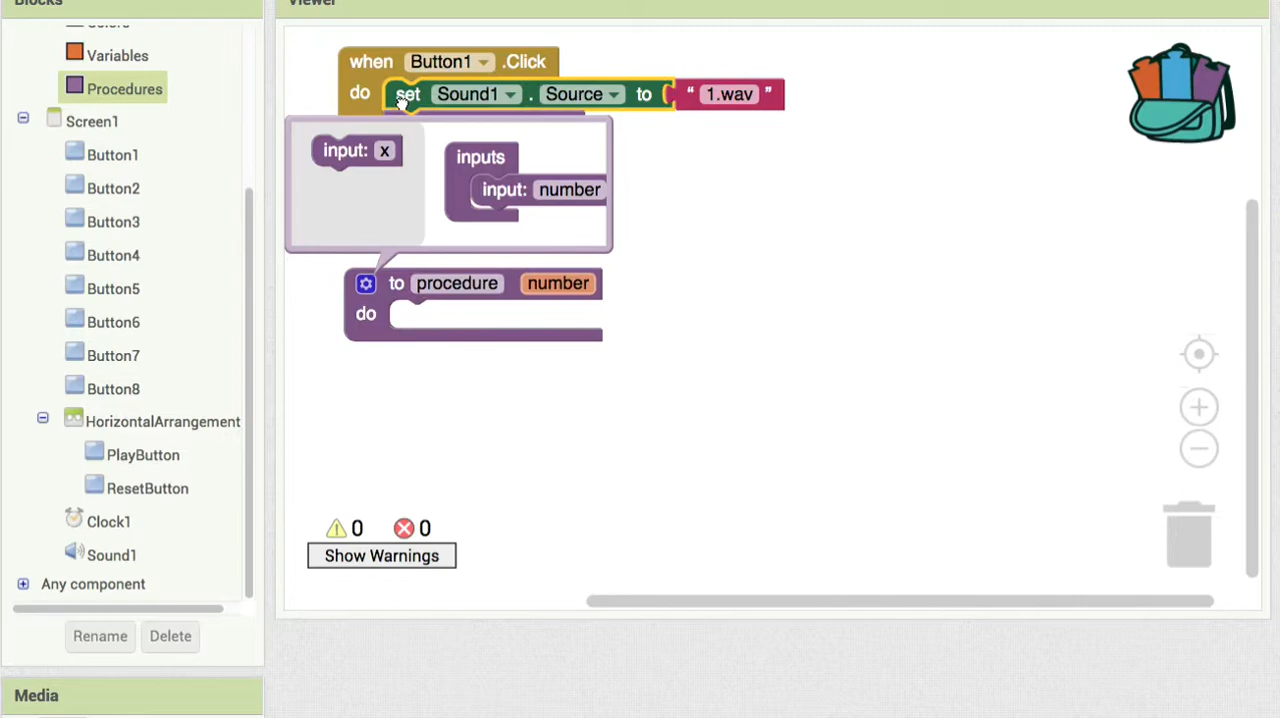 Blocks
Viewer
Colors
Variables
Procedures
Screen1
Button1
Button2
Button3
Button4
Button5
Button6
Button7
Button8
HorizontalArrangement
PlayButton
ResetButton
Clock1
Sound1
Any component
Rename Delete
Media
when Button1 .Click
do set Sound1 . Source to " 1.wav "
input: x
inputs
input: number
to procedure number
do
0 0
Show Warnings